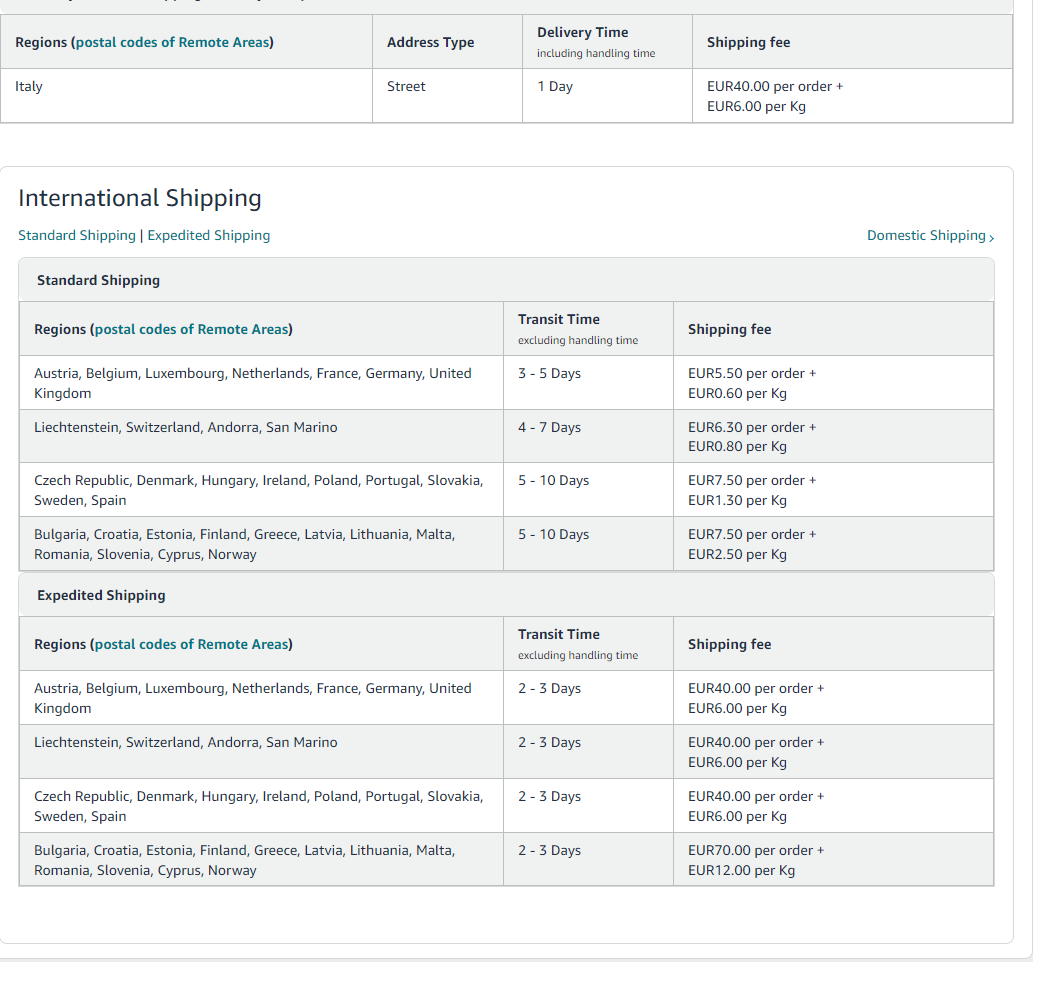 Regions (postal codes of Remote Areas)
Address Type
Delivery Time
including handling time
Shipping fee
Italy
Street
1 Day
EUR40.00 per order +
EUR6.00 per Kg
International Shipping
Standard Shipping | Expedited Shipping
Domestic Shipping ›
Standard Shipping
Regions (postal codes of Remote Areas)
Transit Time
excluding handling time
Shipping fee
Austria, Belgium, Luxembourg, Netherlands, France, Germany, United
Kingdom
3 - 5 Days
EUR5.50 per order +
EUR0.60 per Kg
Liechtenstein, Switzerland, Andorra, San Marino
4 - 7 Days
EUR6.30 per order +
EUR0.80 per Kg
Czech Republic, Denmark, Hungary, Ireland, Poland, Portugal, Slovakia,
Sweden, Spain
5 - 10 Days
EUR7.50 per order +
EUR1.30 per Kg
Bulgaria, Croatia, Estonia, Finland, Greece, Latvia, Lithuania, Malta,
Romania, Slovenia, Cyprus, Norway
5 - 10 Days
EUR7.50 per order +
EUR2.50 per Kg
Expedited Shipping
Regions (postal codes of Remote Areas)
Transit Time
excluding handling time
Shipping fee
Austria, Belgium, Luxembourg, Netherlands, France, Germany, United
Kingdom
2 - 3 Days
EUR40.00 per order +
EUR6.00 per Kg
Liechtenstein, Switzerland, Andorra, San Marino
2 - 3 Days
EUR40.00 per order +
EUR6.00 per Kg
Czech Republic, Denmark, Hungary, Ireland, Poland, Portugal, Slovakia,
Sweden, Spain
2 - 3 Days
EUR40.00 per order +
EUR6.00 per Kg
Bulgaria, Croatia, Estonia, Finland, Greece, Latvia, Lithuania, Malta,
Romania, Slovenia, Cyprus, Norway
2 - 3 Days
EUR70.00 per order +
EUR12.00 per Kg